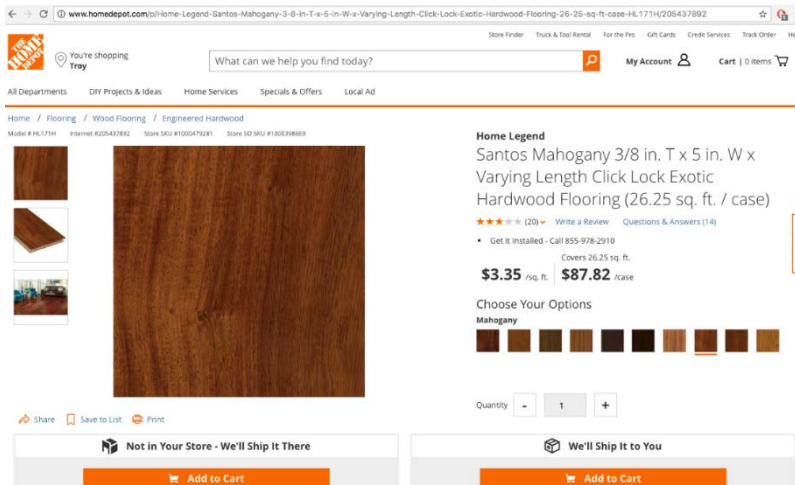 www.homedepot.com/p/Home-Legend-Santos-Mahogany-3-8-in-T-x-5-in-W-x-Varying-Length-Click-Lock-Exotic-Hardwood-Flooring-26-25-sq-ft-case-HL171H/205437892
Store Finder Truck & Tool Rental For the Pro Gift Cards Credit Services Track Order He
THE HOME DEPOT
You're shopping
Troy
What can we help you find today?
My Account
Cart | 0 items
All Departments DIY Projects & Ideas Home Services Specials & Offers Local Ad
Home / Flooring / Wood Flooring / Engineered Hardwood
Model # HL171H Internet #205437892 Store SKU #1000479281 Store SO SKU #1000398669
Home Legend
Santos Mahogany 3/8 in. T x 5 in. W x
Varying Length Click Lock Exotic
Hardwood Flooring (26.25 sq. ft. / case)
(20) Write a Review Questions & Answers (14)
• Get It Installed - Call 855-978-2910
Covers 26.25 sq. ft.
$3.35 /sq. ft. $87.82 /case
Choose Your Options
Mahogany
Quantity - 1 +
Share Save to List Print
Not in Your Store - We'll Ship It There
Add to Cart
We'll Ship It to You
Add to Cart